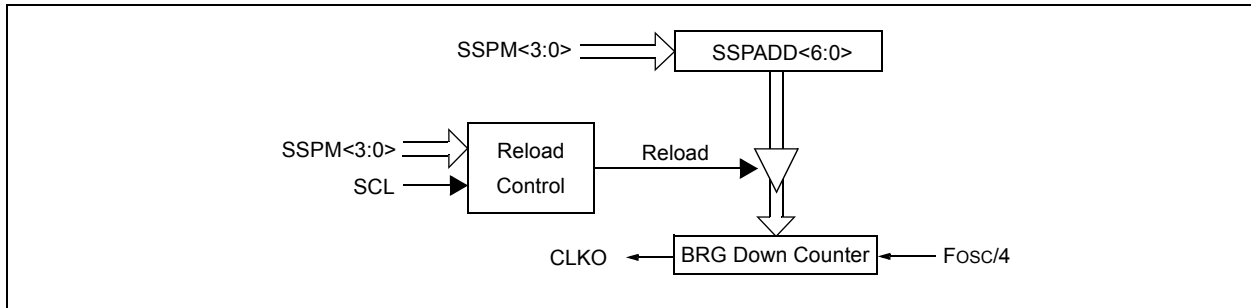 SSPM<3:0>
SSPADD<6:0>
SSPM<3:0>
SCL
Reload
Control
Reload
CLKO
BRG Down Counter
FOSC/4